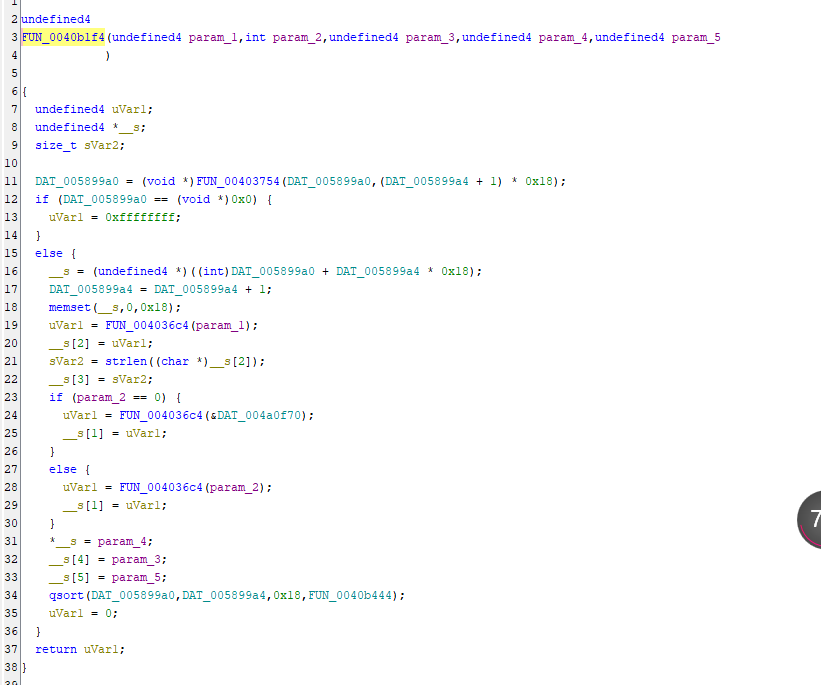 1
2 undefined4
3 FUN_0040b1f4(undefined4 param_1,int param_2,undefined4 param_3,undefined4 param_4,undefined4 param_5
4             )
5
6 {
7   undefined4 uVar1;
8   undefined4 *__s;
9   size_t sVar2;
10
11   DAT_005899a0 = (void *)FUN_00403754(DAT_005899a0,(DAT_005899a4 + 1) * 0x18);
12   if (DAT_005899a0 == (void *)0x0) {
13     uVar1 = 0xffffffff;
14   }
15   else {
16     __s = (undefined4 *)((int)DAT_005899a0 + DAT_005899a4 * 0x18);
17     DAT_005899a4 = DAT_005899a4 + 1;
18     memset(__s,0,0x18);
19     uVar1 = FUN_004036c4(param_1);
20     __s[2] = uVar1;
21     sVar2 = strlen((char *)__s[2]);
22     __s[3] = sVar2;
23     if (param_2 == 0) {
24       uVar1 = FUN_004036c4(&DAT_004a0f70);
25       __s[1] = uVar1;
26     }
27     else {
28       uVar1 = FUN_004036c4(param_2);
29       __s[1] = uVar1;
30     }
31     *__s = param_4;
32     __s[4] = param_3;
33     __s[5] = param_5;
34     qsort(DAT_005899a0,DAT_005899a4,0x18,FUN_0040b444);
35     uVar1 = 0;
36   }
37   return uVar1;
38 }
39
7